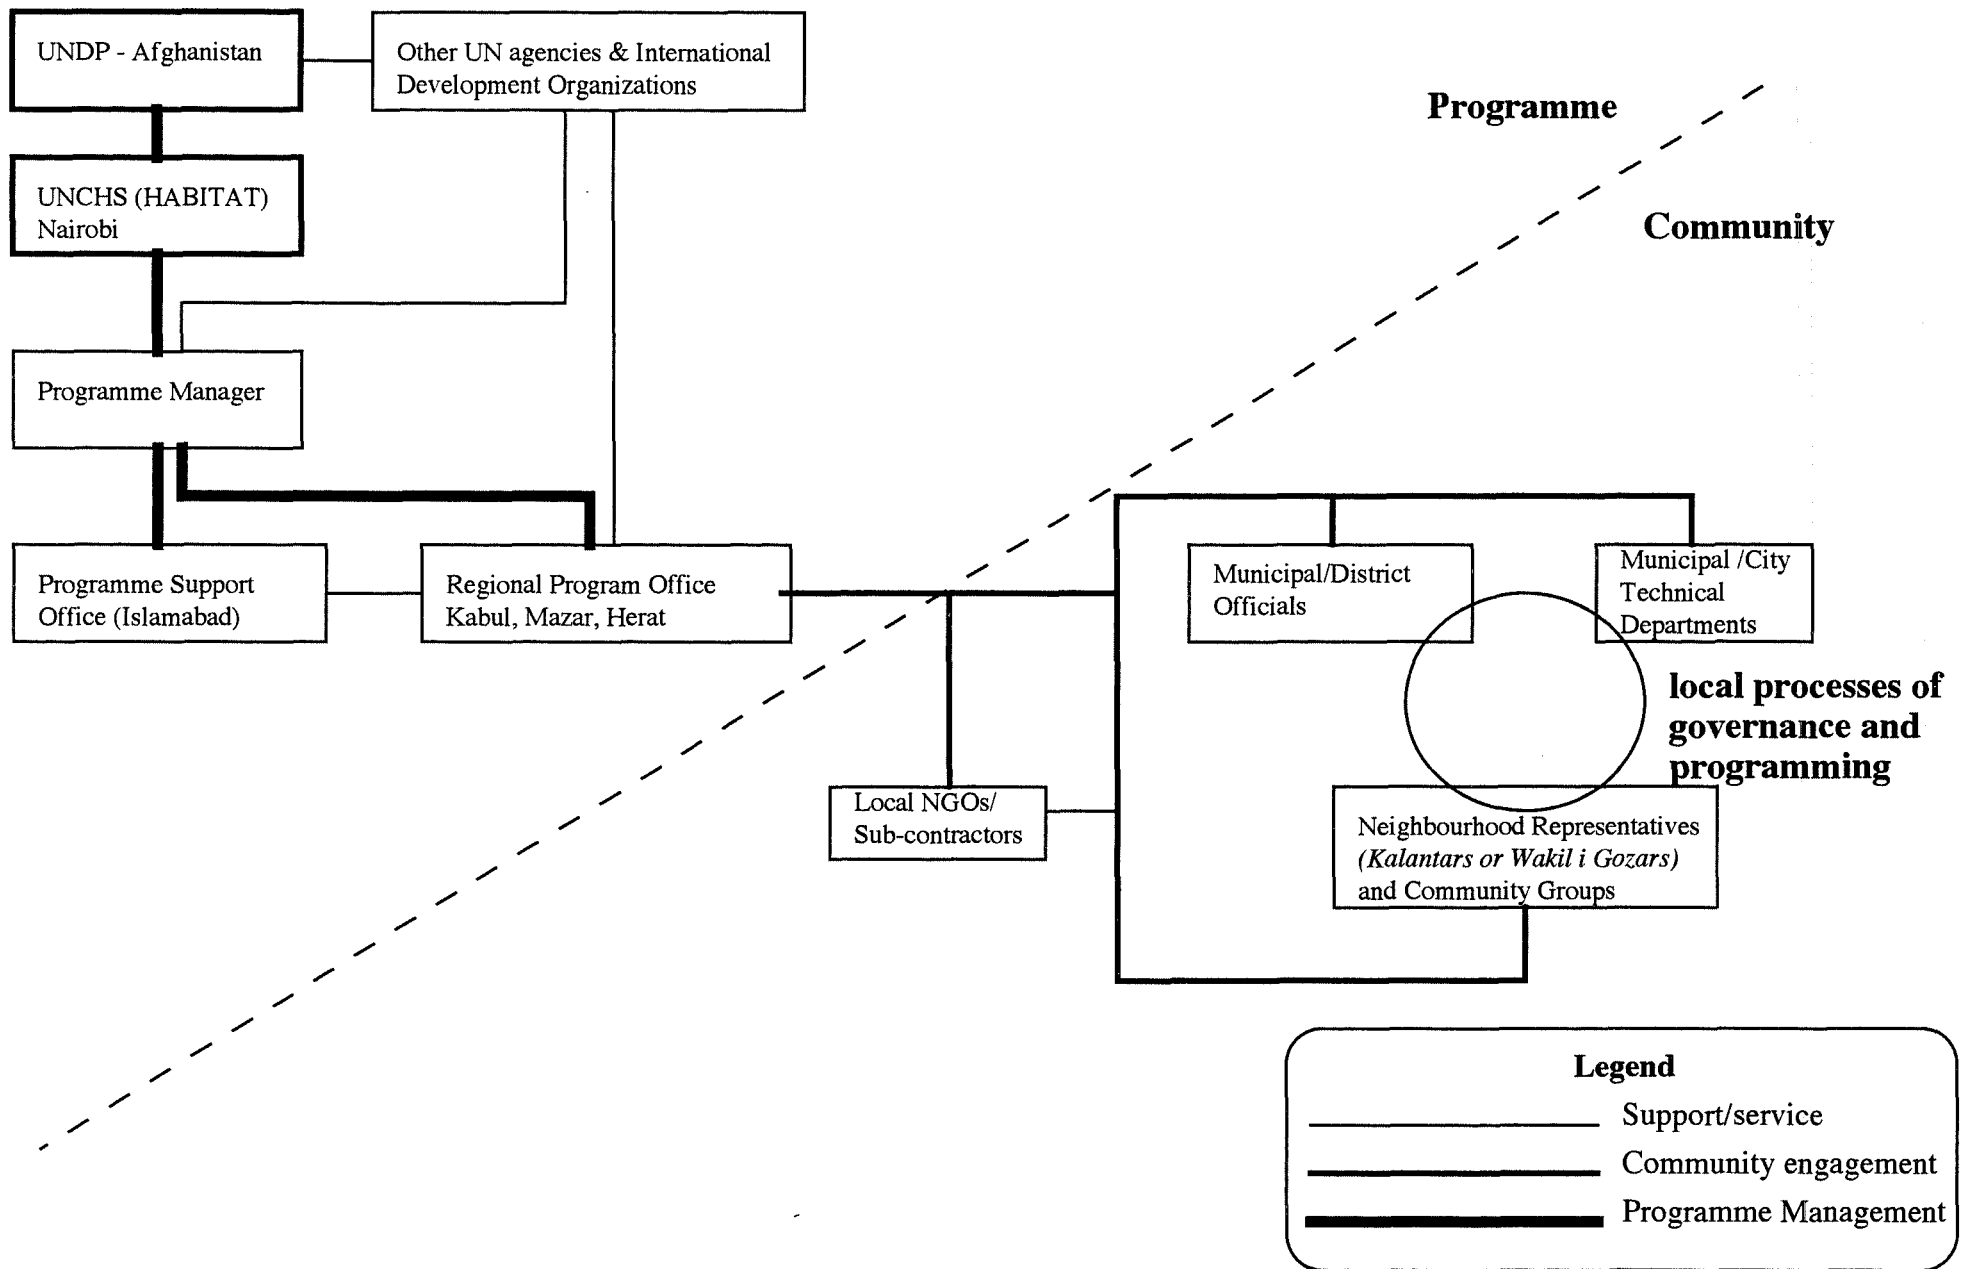 UNDP - Afghanistan
Other UN agencies & International
Development Organizations
Programme
UNCHS (HABITAT)
Nairobi
Community
Programme Manager
Programme Support
Office (Islamabad)
Regional Program Office
Kabul, Mazar, Herat
Municipal/District
Officials
Municipal /City
Technical
Departments
local processes of
governance and
programming
Local NGOs/
Sub-contractors
Neighbourhood Representatives
(Kalantars or Wakil i Gozars)
and Community Groups
Legend
Support/service
Community engagement
Programme Management